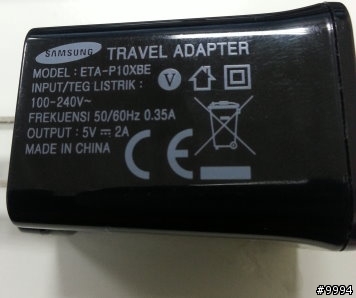 SAMSUNG TRAVEL ADAPTER
MODEL : ETA-P10XBE
INPUT/TEG LISTRIK :
100-240V~
FREKUENSI 50/60Hz 0.35A
OUTPUT : 5V ⎓ 2A
MADE IN CHINA
V
CE
#9994